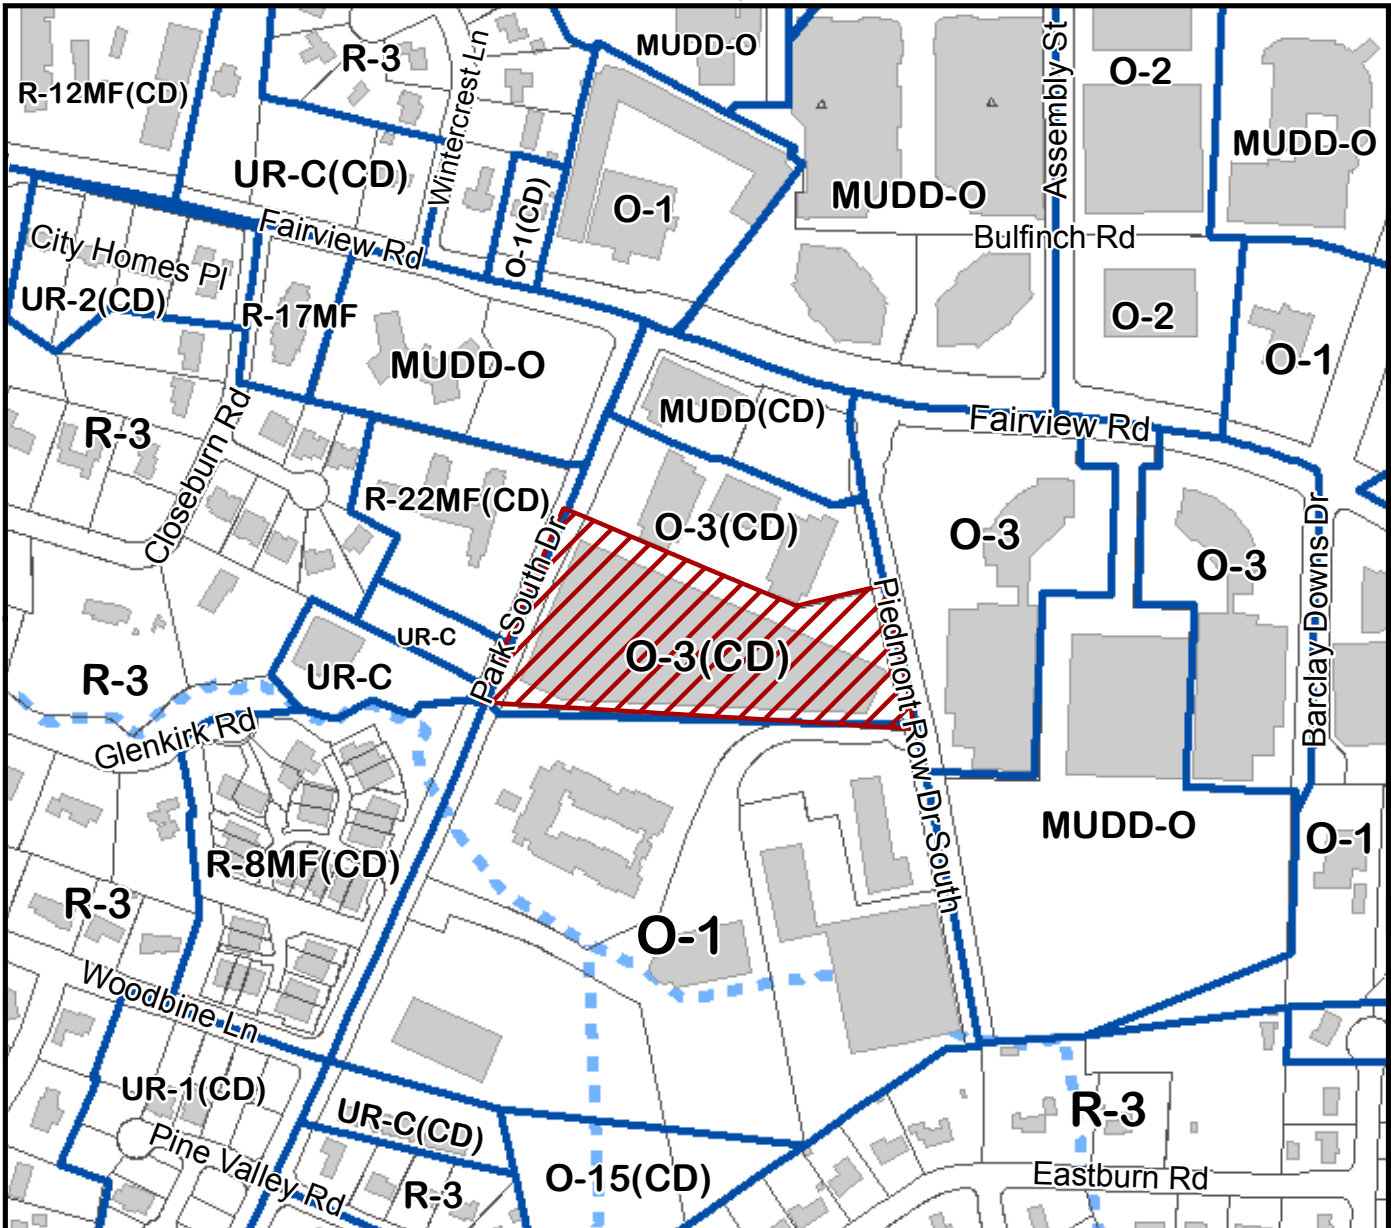 MUDD-O
R-3
Wintercrest Ln
Assembly St
O-2
R-12MF(CD)
MUDD-O
UR-C(CD)
O-1(CD)
O-1
MUDD-O
Fairview Rd
Bulfinch Rd
City Homes Pl
UR-2(CD)
R-17MF
O-2
MUDD-O
O-1
MUDD(CD)
Fairview Rd
R-3
Closeburn Rd
R-22MF(CD)
O-3(CD)
O-3
O-3
Barclay Downs Dr
Park South Dr
Piedmont Row Dr South
UR-C
O-3(CD)
UR-C
R-3
Glenkirk Rd
MUDD-O
O-1
R-8MF(CD)
R-3
O-1
Woodbine Ln
UR-1(CD)
UR-C(CD)
R-3
Pine Valley Rd
O-15(CD)
R-3
Eastburn Rd